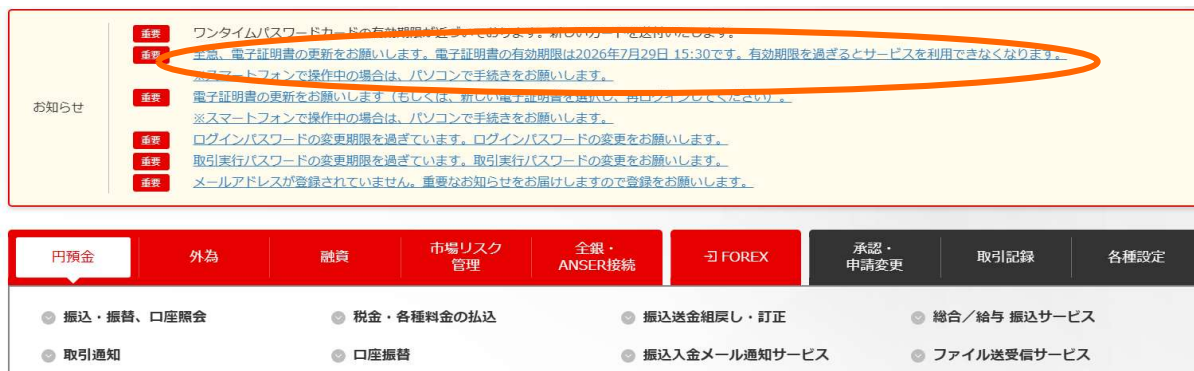 重要 ワンタイムパスワードカードの有効期限が近づいております。新しいカードを送付いたします。
重要 至急、電子証明書の更新をお願いします。電子証明書の有効期限は2026年7月29日 15:30です。有効期限を過ぎるとサービスを利用できなくなります。
※スマートフォンで操作中の場合は、パソコンで手続きをお願いします。
お知らせ
重要 電子証明書の更新をお願いします（もしくは、新しい電子証明書を選択し、再ログインしてください）。
※スマートフォンで操作中の場合は、パソコンで手続きをお願いします。
重要 ログインパスワードの変更期限を過ぎています。ログインパスワードの変更をお願いします。
重要 取引実行パスワードの変更期限を過ぎています。取引実行パスワードの変更をお願いします。
重要 メールアドレスが登録されていません。重要なお知らせをお届けしますので登録をお願いします。
円預金 外為 融資 市場リスク管理 全銀・ANSER接続 FOREX 承認・申請変更 取引記録 各種設定
振込・振替、口座照会 税金・各種料金の払込 振込送金組戻し・訂正 総合／給与 振込サービス
取引通知 口座振替 振込入金メール通知サービス ファイル送受信サービス